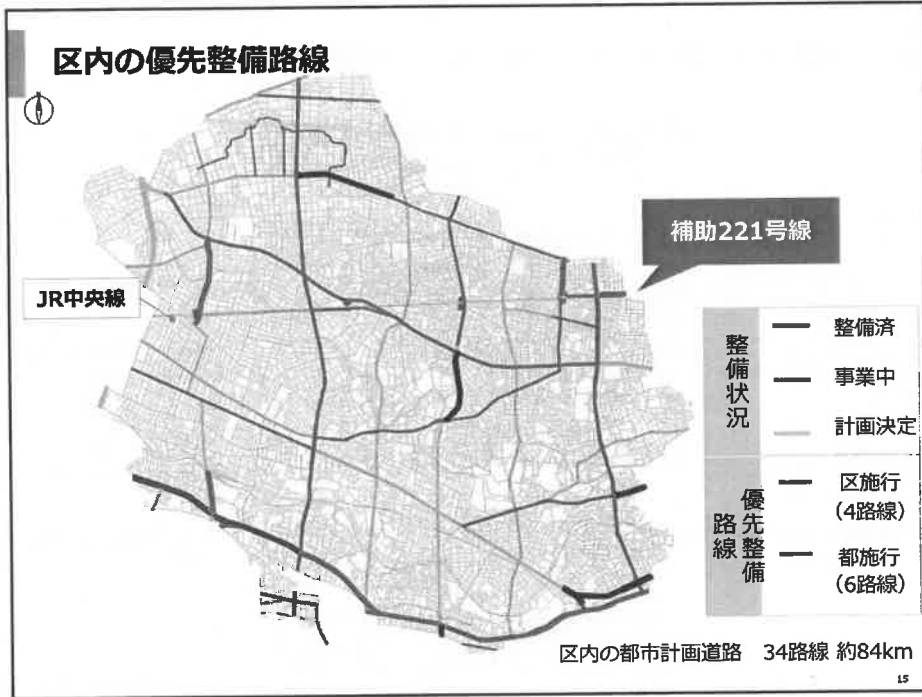 区内の優先整備路線
補助221号線
JR中央線
整備状況
整備済
事業中
計画決定
優先整備路線
区施行
(4路線)
都施行
(6路線)
区内の都市計画道路　34路線 約84km
15